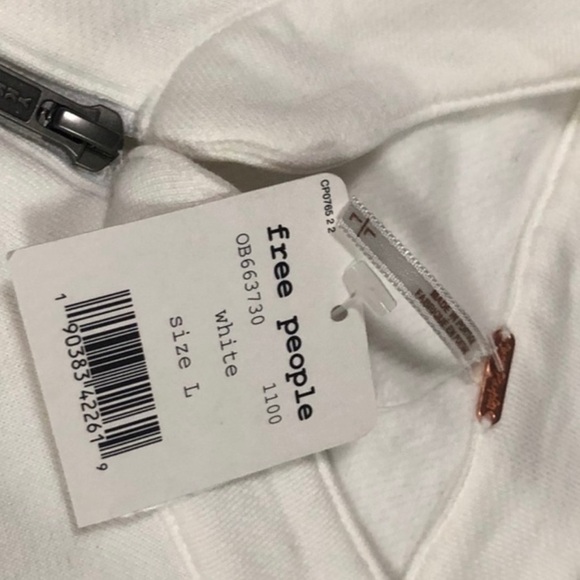 CP0765 2 2
free people
OB663730 1100
white
size L
1 90383 42261 9